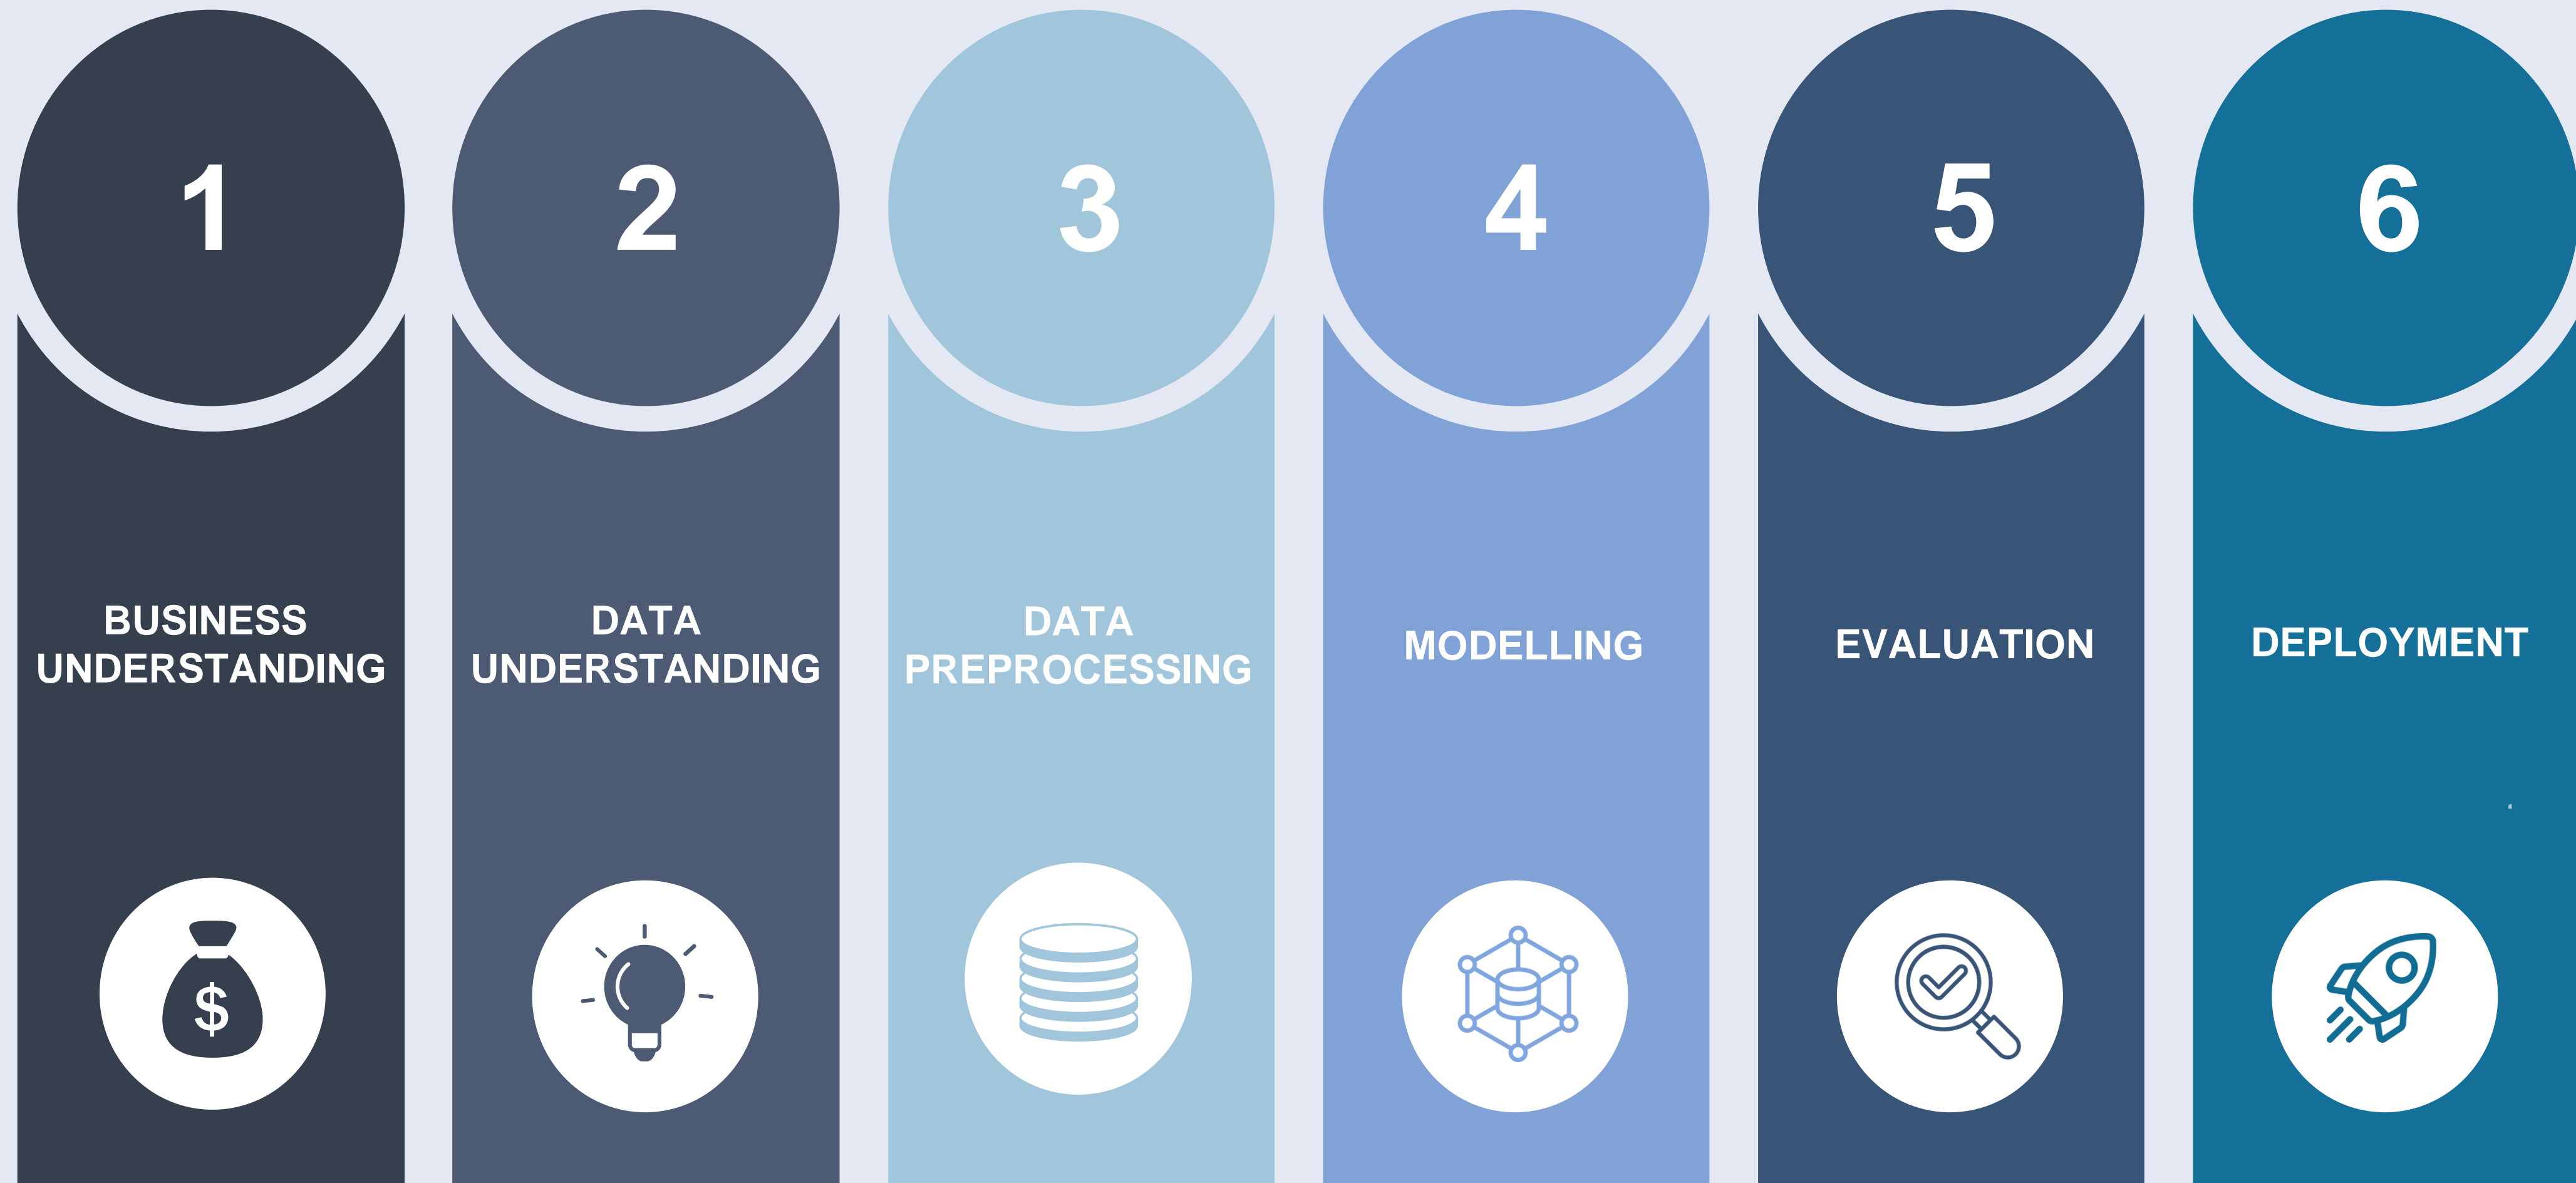 1
BUSINESS
UNDERSTANDING
$
2
DATA
UNDERSTANDING
3
DATA
PREPROCESSING
4
MODELLING
5
EVALUATION
6
DEPLOYMENT